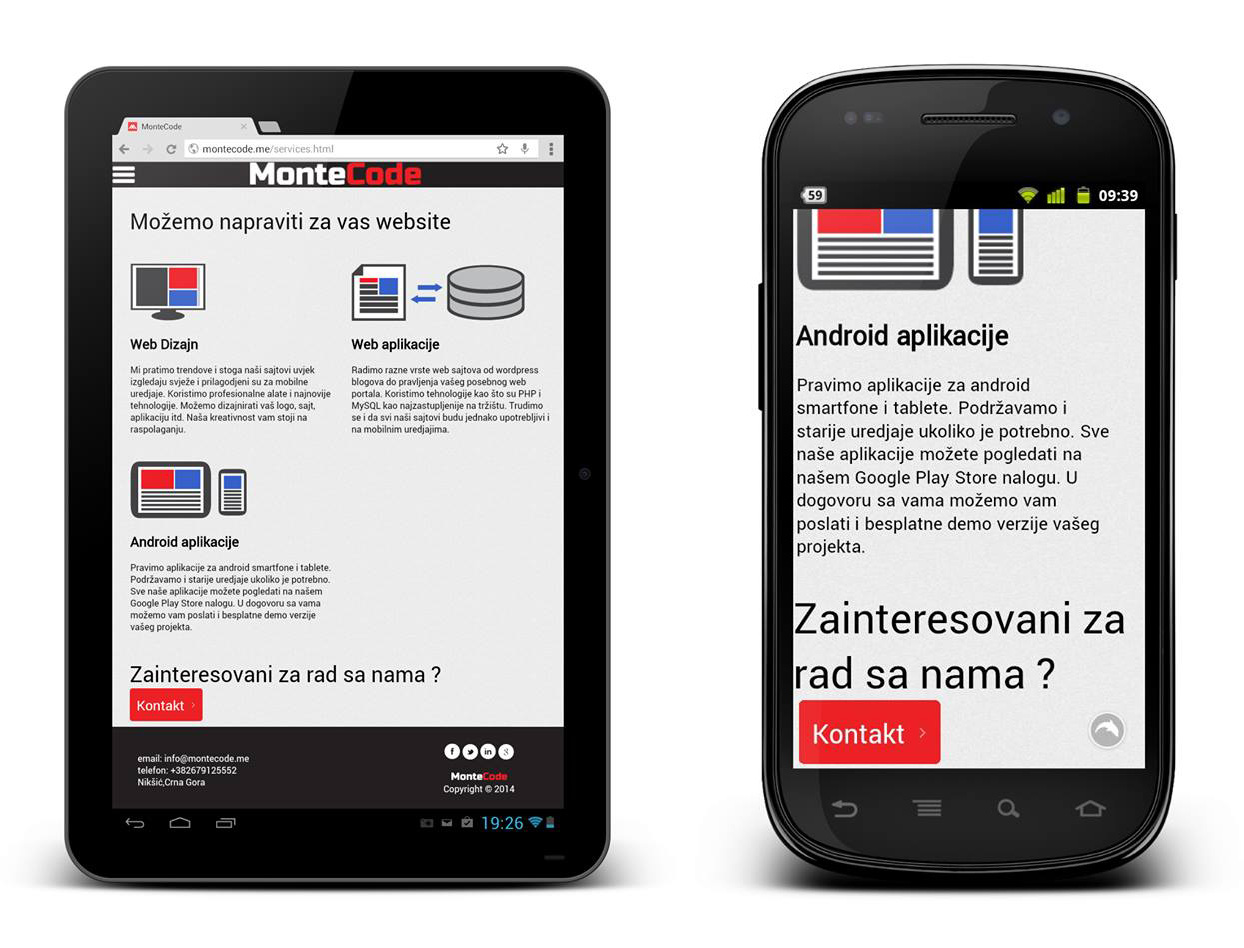 MonteCode
montecode.me/services.html
MonteCode
Možemo napraviti za vas website
Web Dizajn
Mi pratimo trendove i stoga naši sajtovi uvjek
izgledaju svježe i prilagodjeni su za mobilne
uredjaje. Koristimo profesionalne alate i najnovije
tehnologije. Možemo dizajnirati vaš logo, sajt,
aplikaciju itd. Naša kreativnost vam stoji na
raspolaganju.
Web aplikacije
Radimo razne vrste web sajtova od wordpress
blogova do pravljenja vašeg posebnog web
portala. Koristimo tehnologije kao što su PHP i
MySQL kao najzastupljenije na tržištu. Trudimo
se i da svi naši sajtovi budu jednako upotrebljivi i
na mobilnim uredjajima.
Android aplikacije
Pravimo aplikacije za android smartfone i tablete.
Podržavamo i starije uredjaje ukoliko je potrebno.
Sve naše aplikacije možete pogledati na našem
Google Play Store nalogu. U dogovoru sa vama
možemo vam poslati i besplatne demo verzije
vašeg projekta.
Zainteresovani za rad sa nama ?
Kontakt
email: info@montecode.me
telefon: +382679125552
Nikšić,Crna Gora
MonteCode
Copyright © 2014
19:26
59
09:39
Android aplikacije
Pravimo aplikacije za android
smartfone i tablete. Podržavamo i
starije uredjaje ukoliko je potrebno. Sve
naše aplikacije možete pogledati na
našem Google Play Store nalogu. U
dogovoru sa vama možemo vam
poslati i besplatne demo verzije vašeg
projekta.
Zainteresovani za
rad sa nama ?
Kontakt